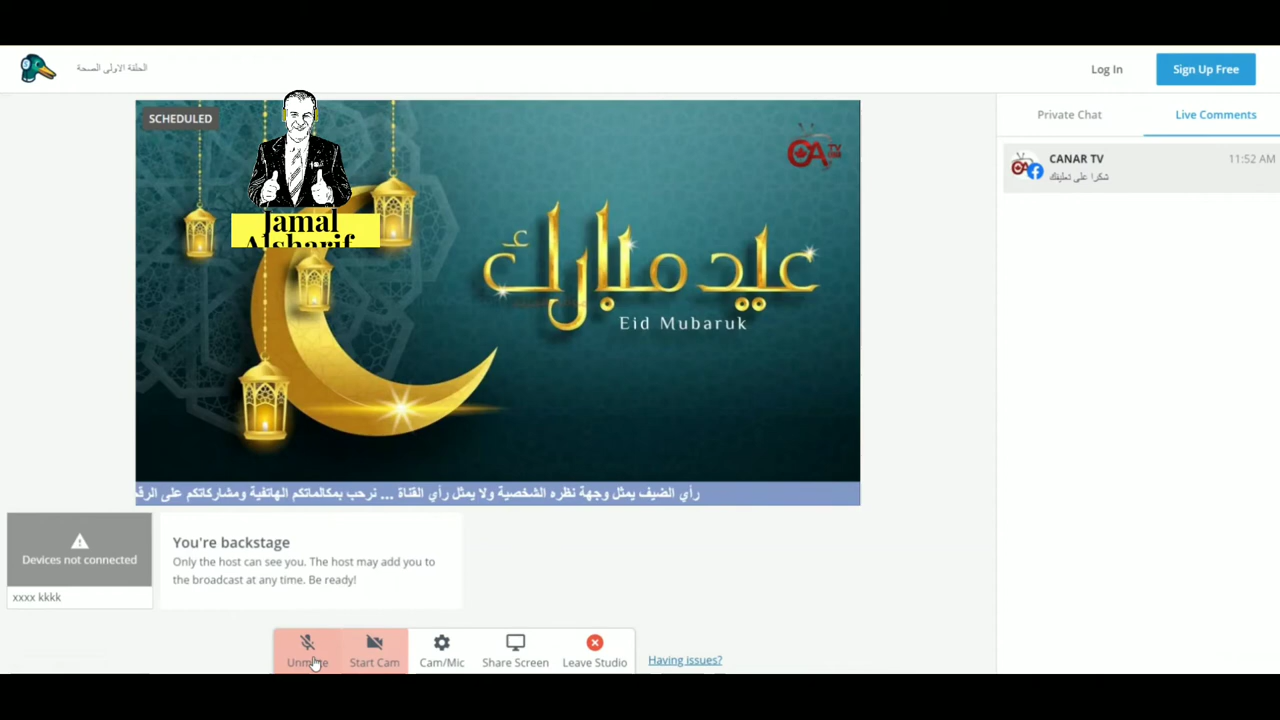 الحلقة الاولى الصحة
Log In
Sign Up Free
SCHEDULED
Jamal
Alsharif
CA TV
عيد مبارك
Eid Mubaruk
رأي الضيف يمثل وجهة نظره الشخصية ولا يمثل رأي القناة ... نرحب بمكالماتكم الهاتفية ومشاركاتكم على
Private Chat
Live Comments
CANAR TV
11:52 AM
شكرا على تعليقك
Devices not connected
xxxx kkkk
You're backstage
Only the host can see you. The host may add you to
the broadcast at any time. Be ready!
Unmute
Start Cam
Cam/Mic
Share Screen
Leave Studio
Having issues?